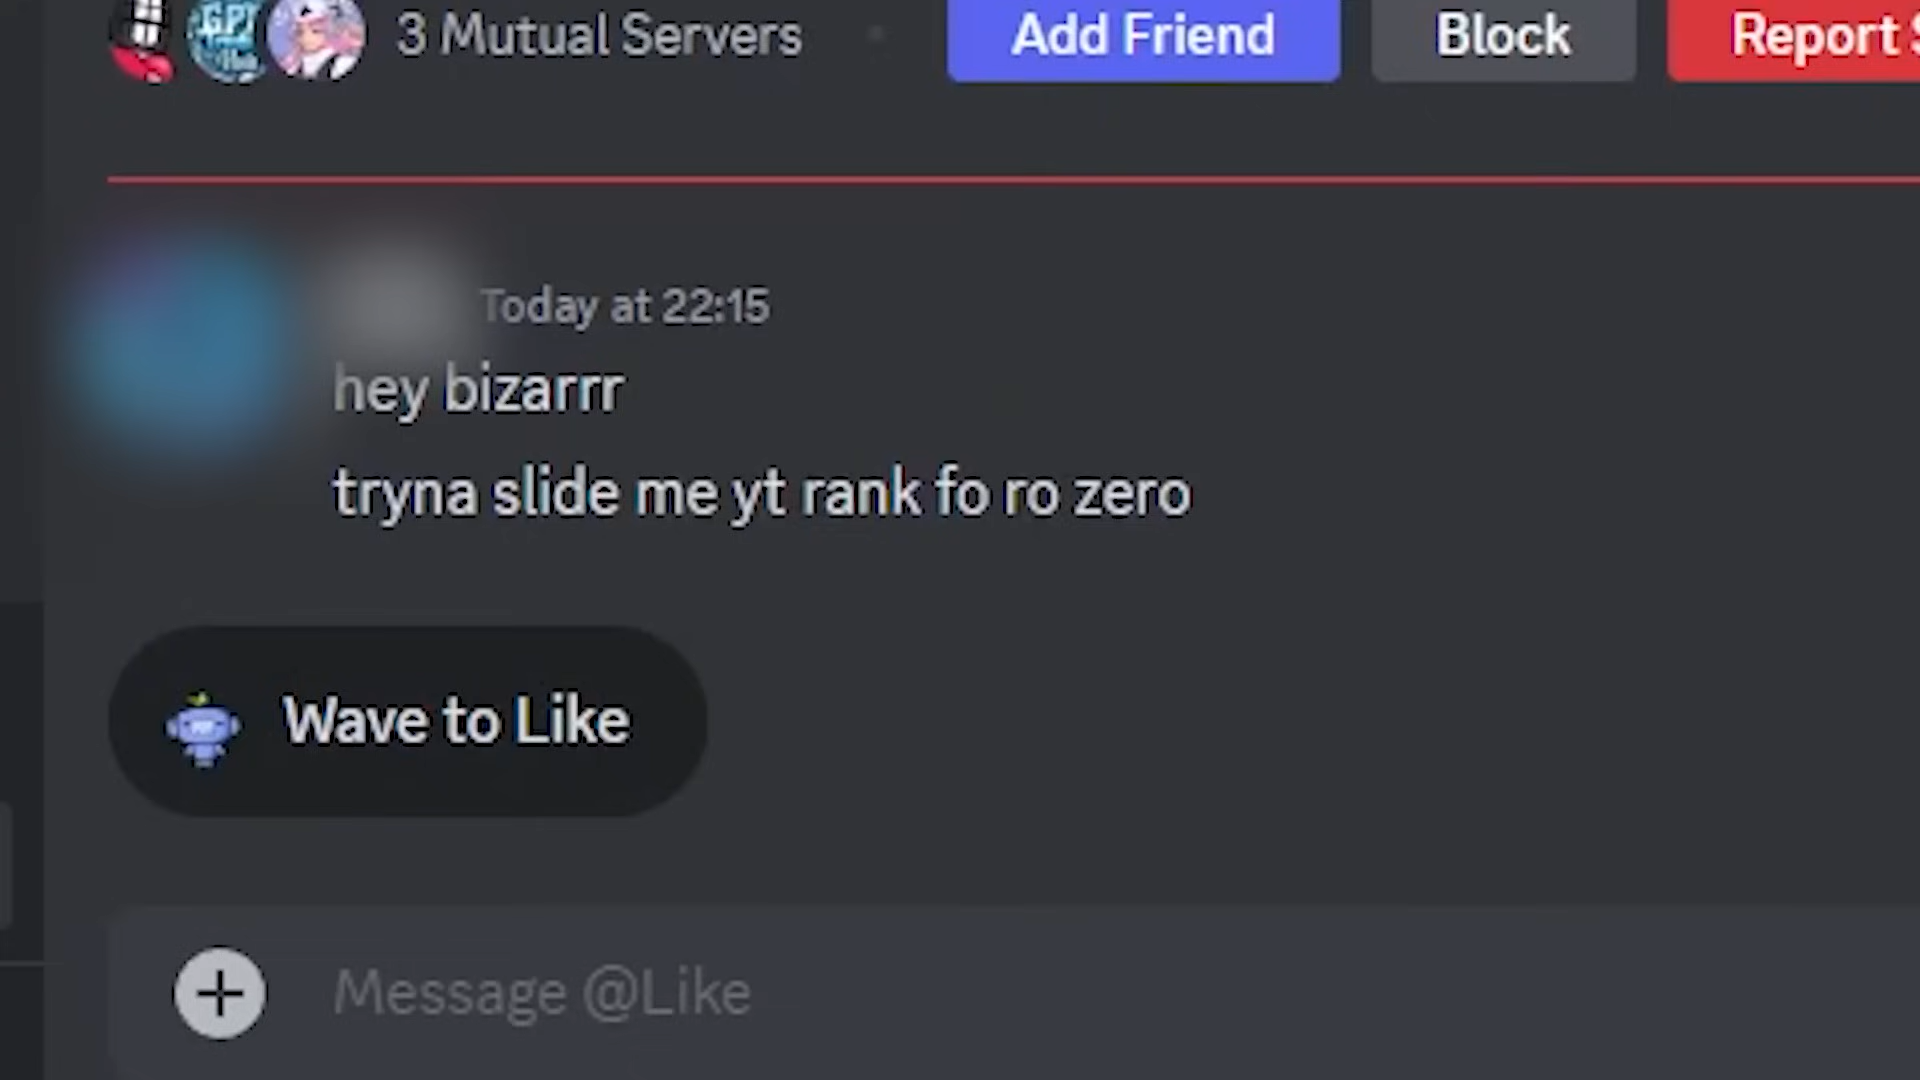 3 Mutual Servers
Add Friend
Block
Report
Today at 22:15
hey bizarrr
tryna slide me yt rank fo ro zero
Wave to Like
Message @Like